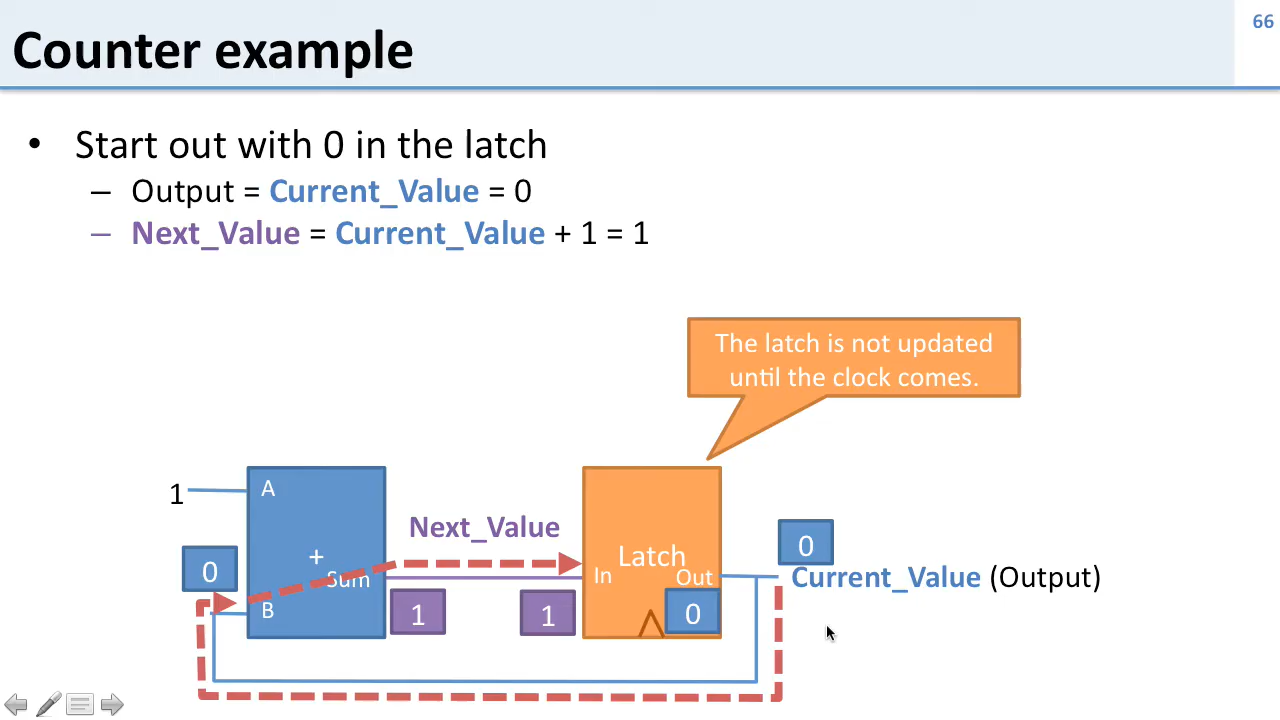 66
Counter example
• Start out with 0 in the latch
– Output = Current_Value = 0
– Next_Value = Current_Value + 1 = 1
The latch is not updated
until the clock comes.
1
A
Next_Value
0
+
Sum
B
1
1
In
Latch
Out
0
0
Current_Value (Output)